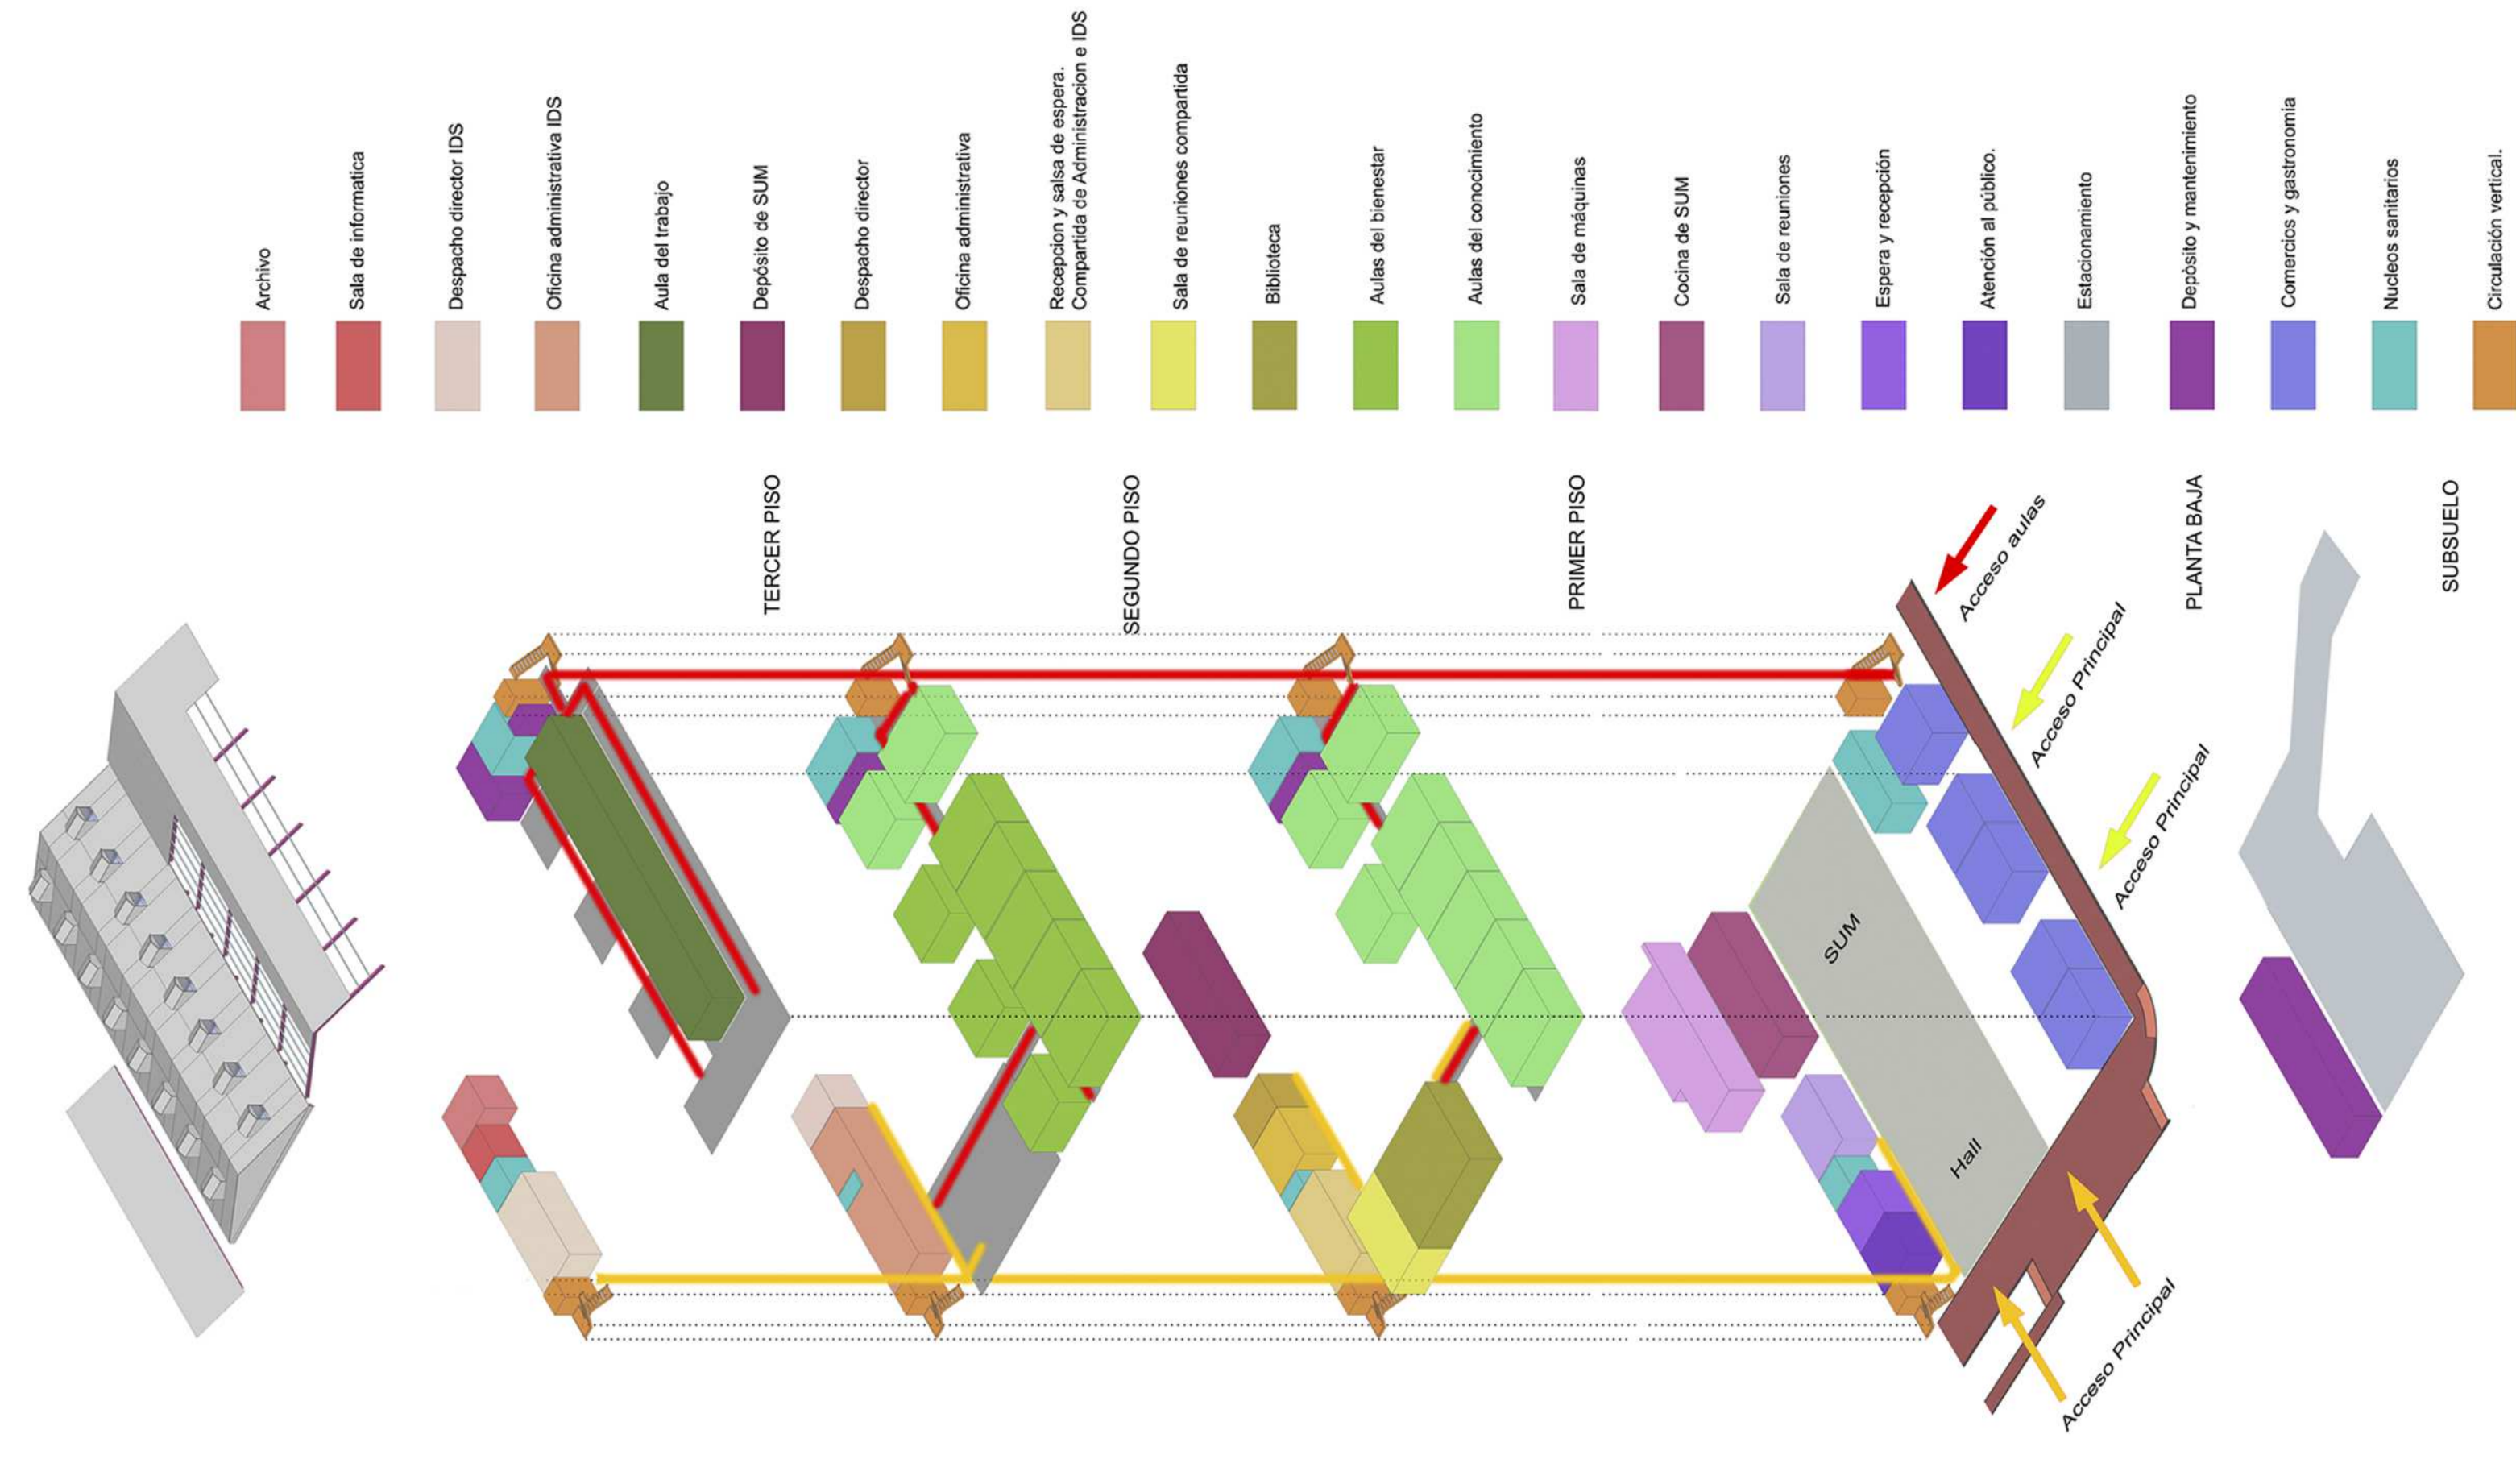 Archivo
Sala de informatica
Despacho director IDS
Oficina administrativa IDS
Aula del trabajo
Depósito de SUM
Despacho director
Oficina administrativa
Recepcion y salsa de espera.
Compartida de Administracion e IDS
Sala de reuniones compartida
Biblioteca
Aulas del bienestar
Aulas del conocimiento
Sala de máquinas
Cocina de SUM
Sala de reuniones
Espera y recepción
Atención al público.
Estacionamiento
Depòsito y mantenimiento
Comercios y gastronomia
Nucleos sanitarios
Circulación vertical.
TERCER PISO
SEGUNDO PISO
PRIMER PISO
PLANTA BAJA
SUBSUELO
Acceso aulas
Acceso Principal
Acceso Principal
SUM
Hall
Acceso Principal